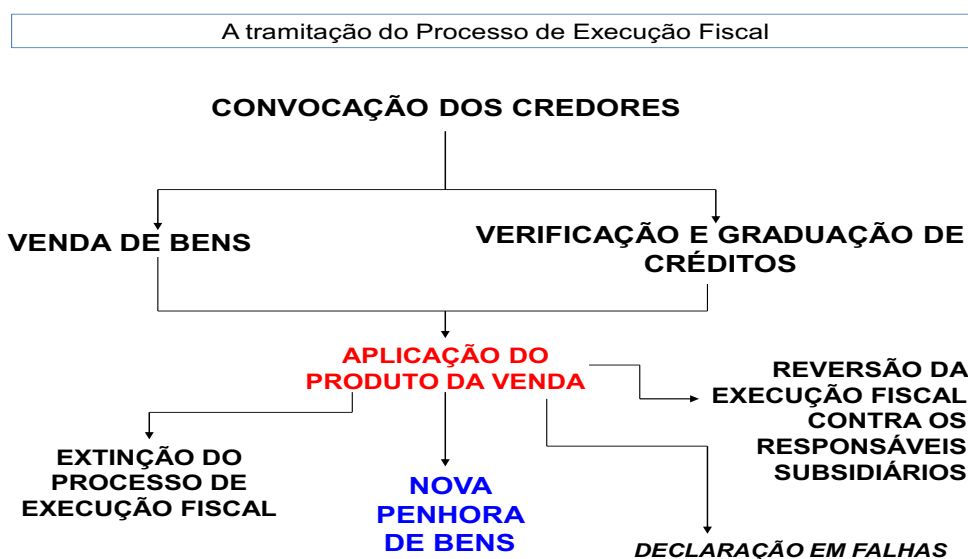 A tramitação do Processo de Execução Fiscal
CONVOCAÇÃO DOS CREDORES
VENDA DE BENS
VERIFICAÇÃO E GRADUAÇÃO DE
CRÉDITOS
APLICAÇÃO DO
PRODUTO DA VENDA
REVERSÃO DA
EXECUÇÃO FISCAL
CONTRA OS
RESPONSÁVEIS
SUBSIDIÁRIOS
EXTINÇÃO DO
PROCESSO DE
EXECUÇÃO FISCAL
NOVA
PENHORA
DE BENS
DECLARAÇÃO EM FALHAS